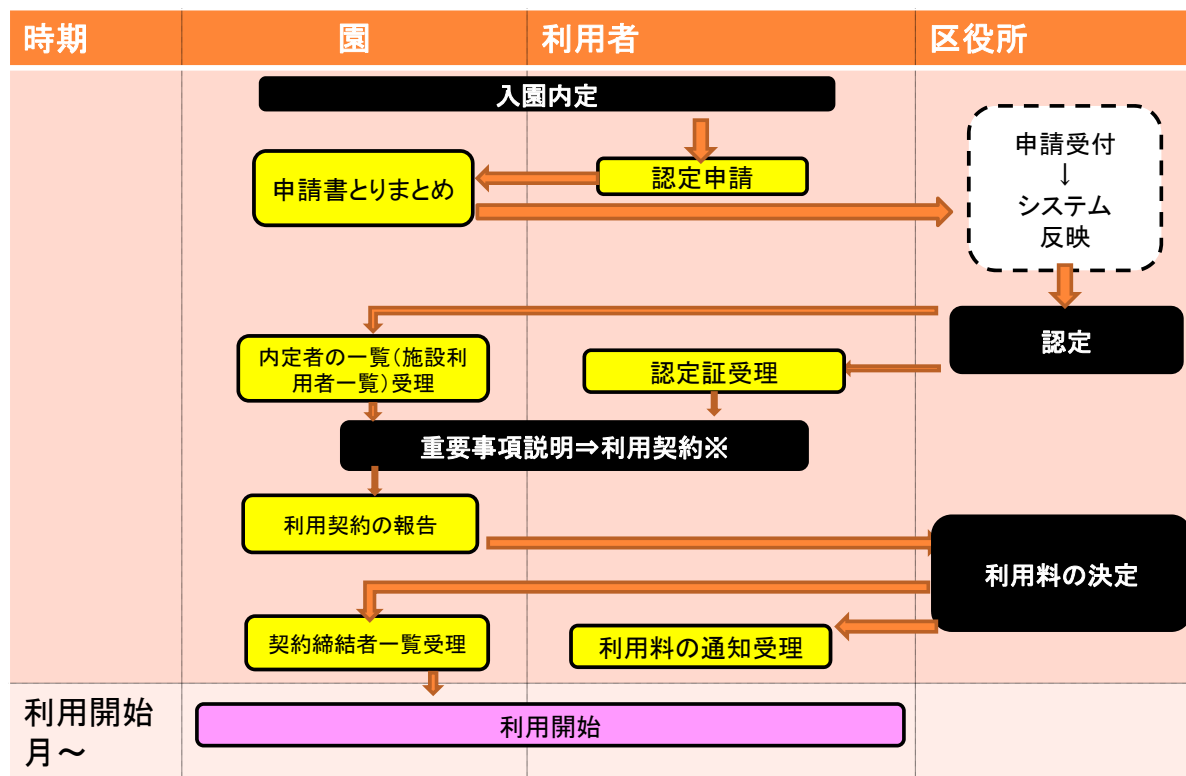 時期
園
利用者
区役所
入園内定
申請受付
↓
システム
反映
認定申請
申請書とりまとめ
認定
内定者の一覧(施設利
用者一覧)受理
認定証受理
重要事項説明⇒利用契約※
利用契約の報告
利用料の決定
契約締結者一覧受理
利用料の通知受理
利用開始
月～
利用開始